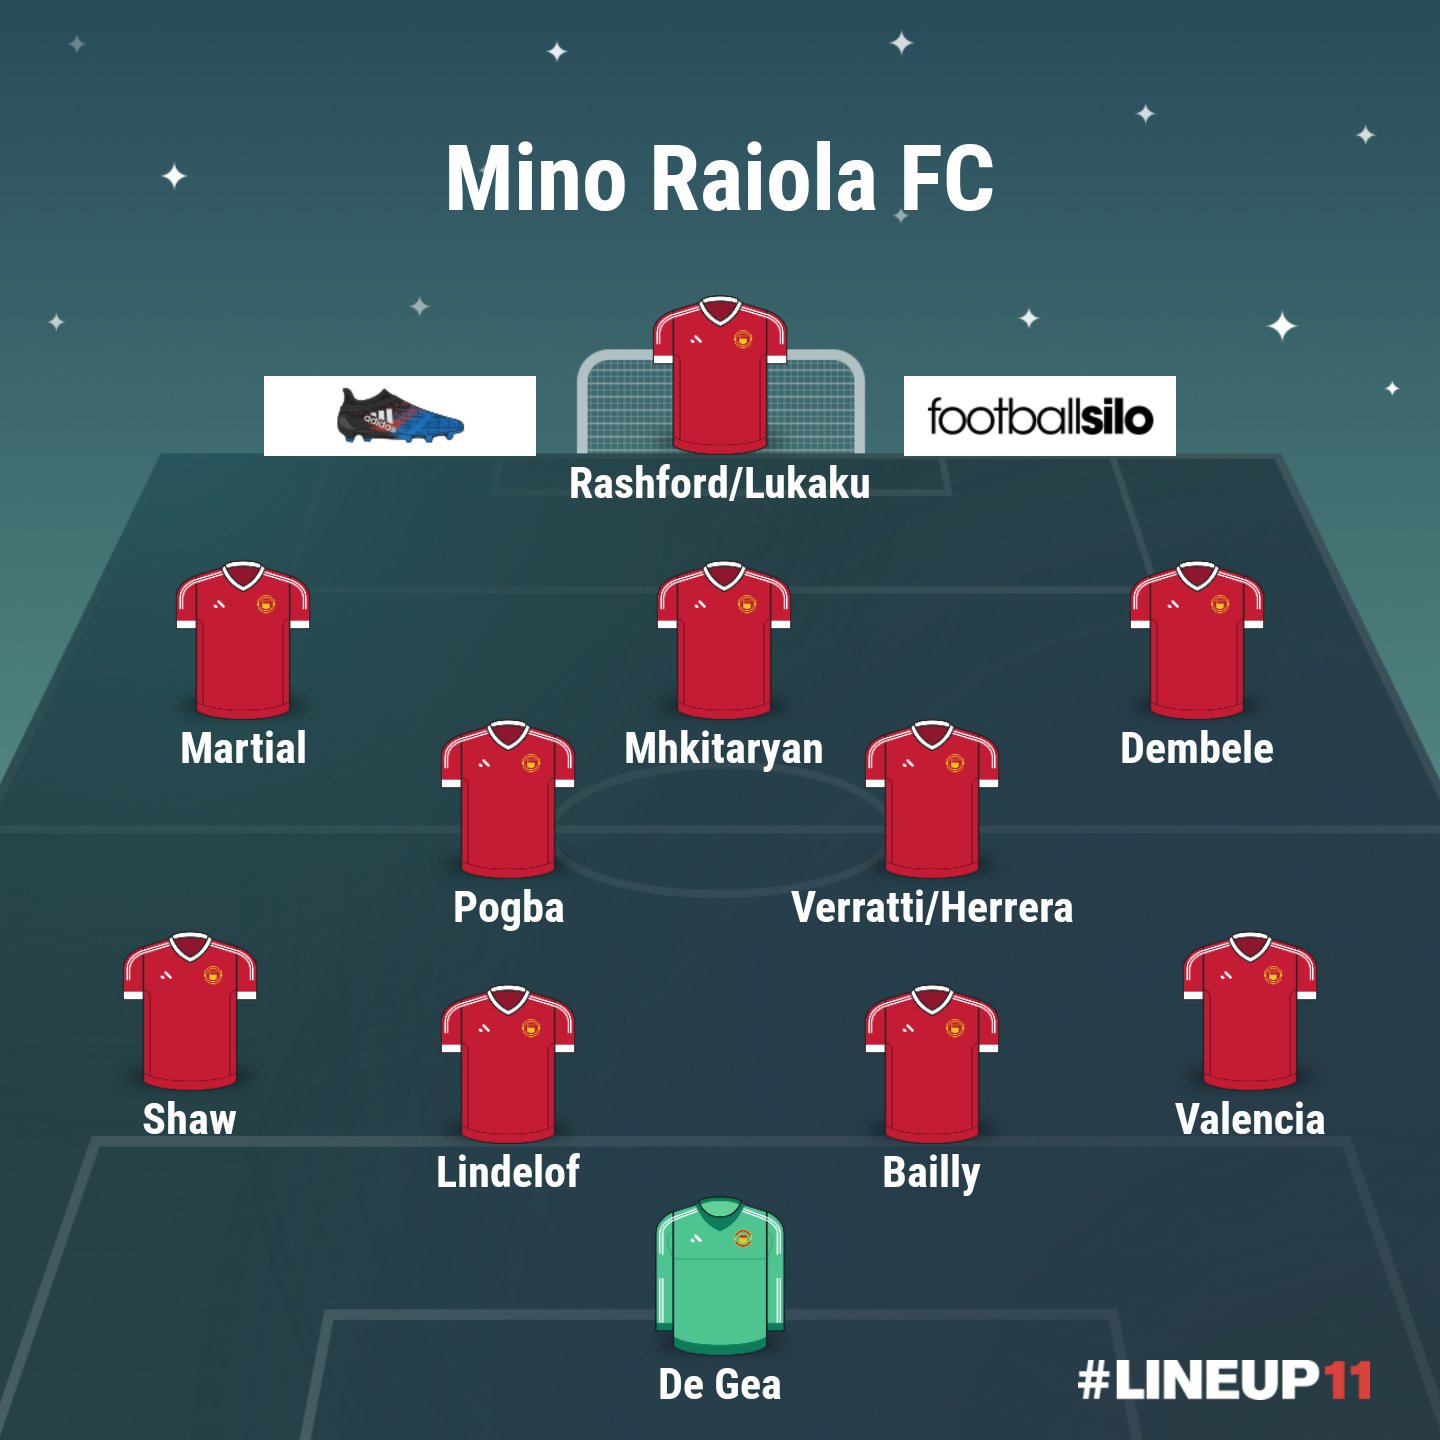 Mino Raiola FC
adidas
footballsilo
Rashford/Lukaku
Martial
Mhkitaryan
Dembele
Pogba
Verratti/Herrera
Shaw
Valencia
Lindelof
Bailly
De Gea
#LINEUP11